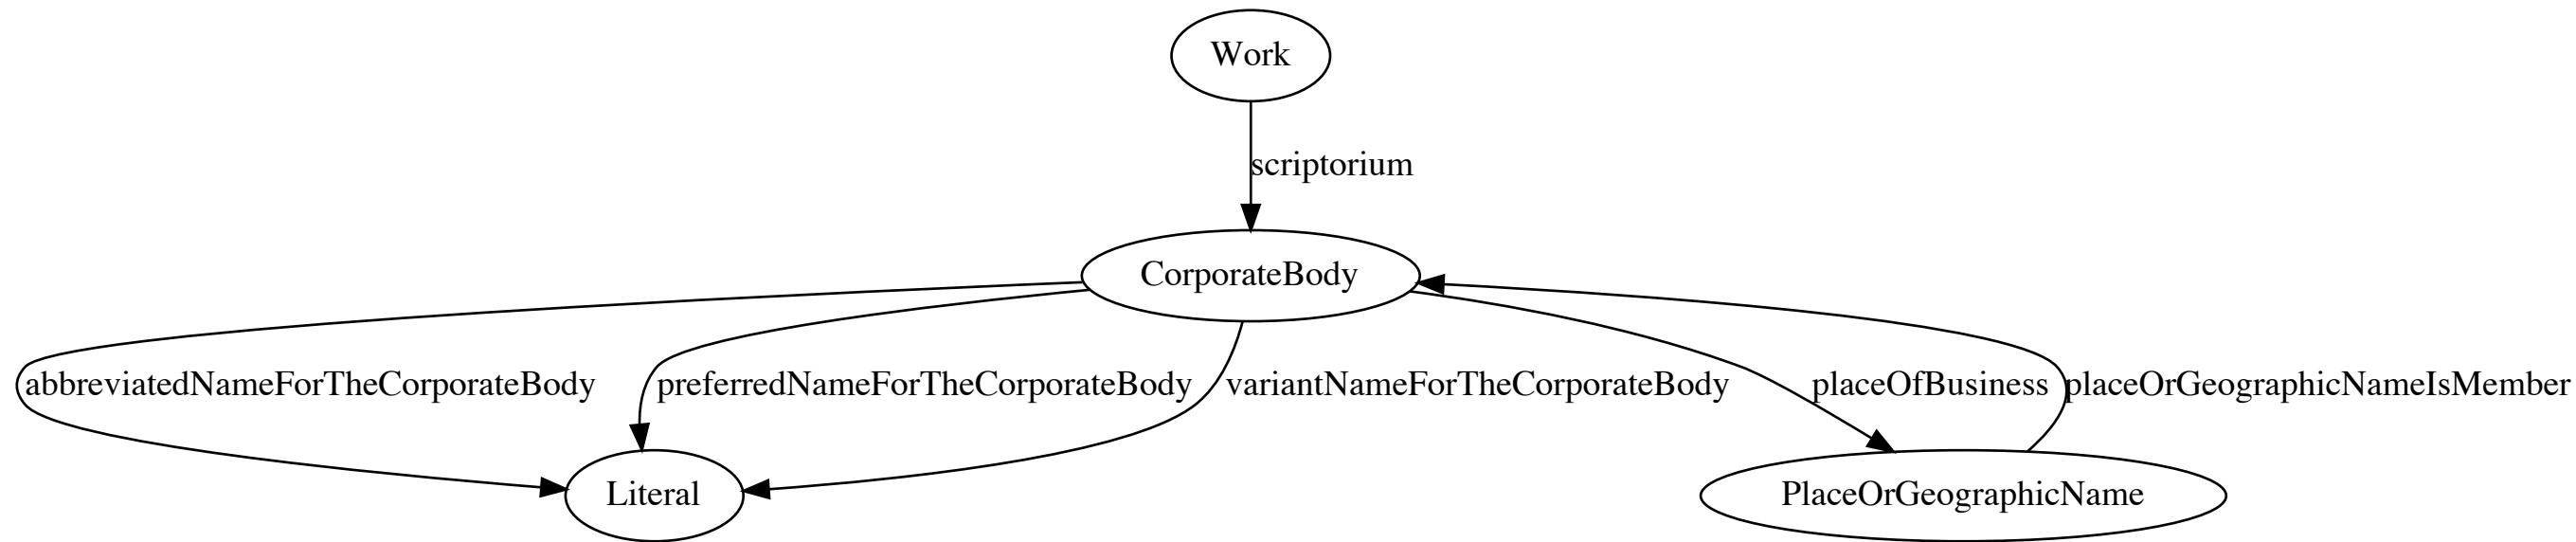 Work
scriptorium
CorporateBody
abbreviatedNameForTheCorporateBody
preferredNameForTheCorporateBody
variantNameForTheCorporateBody
placeOfBusiness
placeOrGeographicNameIsMember
Literal
PlaceOrGeographicName